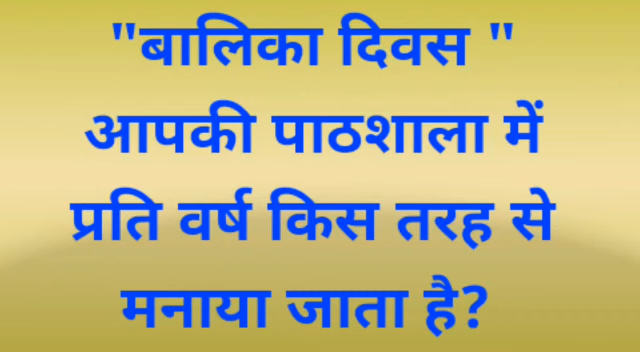 "बालिका दिवस "
आपकी पाठशाला में
प्रति वर्ष किस तरह से
मनाया जाता है?